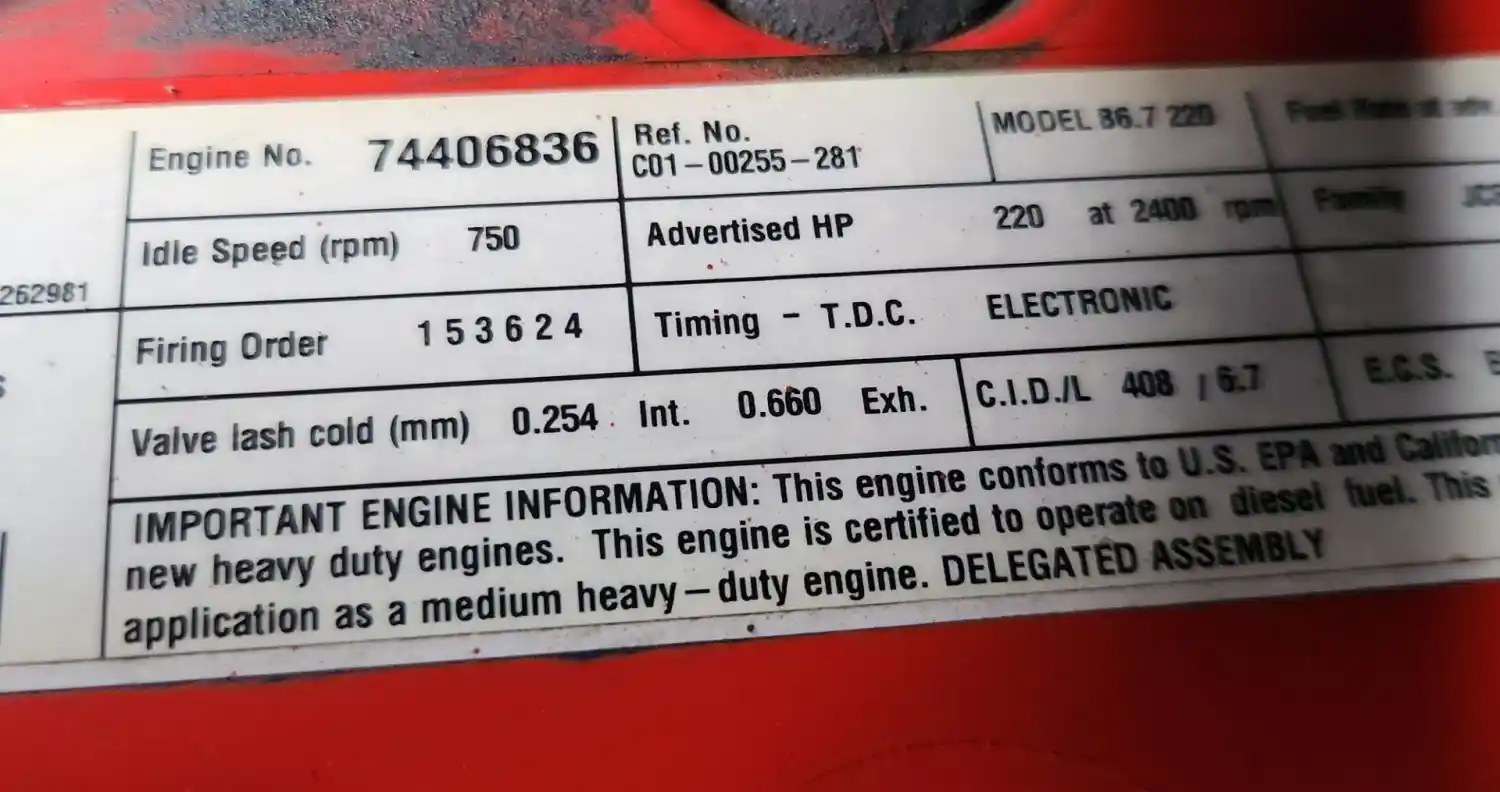 Engine No. 74406836
Ref. No.
C01-00255-281
MODEL B6.7 220
Idle Speed (rpm) 750
Advertised HP 220 at 2400 rpm
Family
262981
Firing Order 1 5 3 6 2 4
Timing - T.D.C. ELECTRONIC
Valve lash cold (mm) 0.254 Int. 0.660 Exh.
C.I.D./L 408 / 6.7
E.C.S.
IMPORTANT ENGINE INFORMATION: This engine conforms to U.S. EPA and Californ
new heavy duty engines. This engine is certified to operate on diesel fuel. This
application as a medium heavy-duty engine. DELEGATED ASSEMBLY